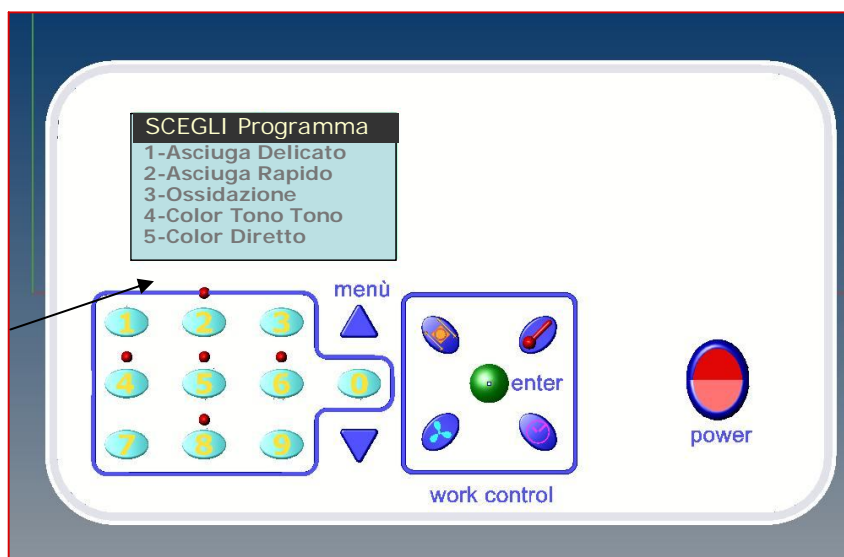 SCEGLI Programma
1-Asciuga Delicato
2-Asciuga Rapido
3-Ossidazione
4-Color Tono Tono
5-Color Diretto
menù
1 2 3
4 5 6 0
enter
7 8 9
power
work control